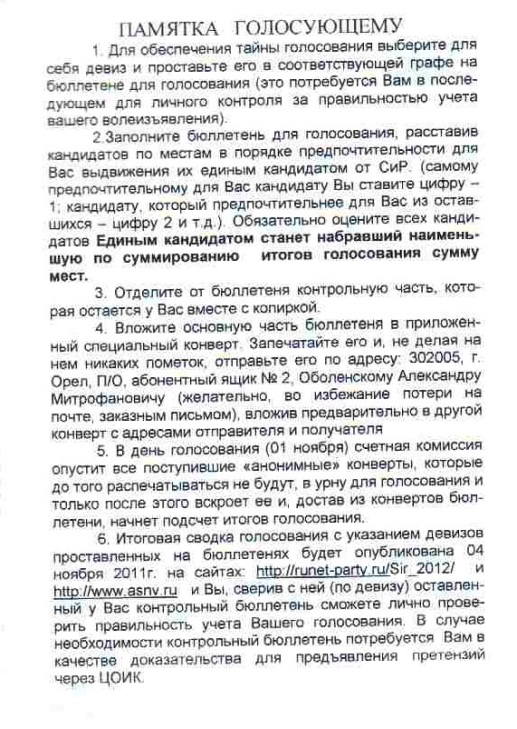 ПАМЯТКА ГОЛОСУЮЩЕМУ
1. Для обеспечения тайны голосования выберите для
себя девиз и проставьте его в соответствующей графе на
бюллетене для голосования (это потребуется Вам в после-
дующем для личного контроля за правильностью учета
вашего волеизъявления).
2.Заполните бюллетень для голосования, расставив
кандидатов по местам в порядке предпочтительности для
Вас выдвижения их единым кандидатом от СиР. (самому
предпочтительному для Вас кандидату Вы ставите цифру –
1; кандидату, который предпочтительнее для Вас из остав-
шихся – цифру 2 и т.д.). Обязательно оцените всех канди-
датов Единым кандидатом станет набравший наимень-
шую по суммированию итогов голосования сумму
мест.
3. Отделите от бюллетеня контрольную часть, кото-
рая остается у Вас вместе с копиркой.
4. Вложите основную часть бюллетеня в приложен-
ный специальный конверт. Запечатайте его и, не делая на
нем никаких пометок, отправьте его по адресу: 302005, г.
Орел, П/О, абонентный ящик № 2, Оболенскому Александру
Митрофановичу (желательно, во избежание потери на
почте, заказным письмом), вложив предварительно в другой
конверт с адресами отправителя и получателя
5. В день голосования (01 ноября) счетная комиссия
опустит все поступившие «анонимные» конверты, которые
до того распечатываться не будут, в урну для голосования и
только после этого вскроет ее и, достав из конвертов бюл-
летени, начнет подсчет итогов голосования.
6. Итоговая сводка голосования с указанием девизов
проставленных на бюллетенях будет опубликована 04
ноября 2011г. на сайтах: http://runet-party.ru/Sir_2012/ и
http://www.asnv.ru и Вы, сверив с ней (по девизу) оставлен-
ный у Вас контрольный бюллетень сможете лично прове-
рить правильность учета Вашего голосования. В случае
необходимости контрольный бюллетень потребуется Вам в
качестве доказательства для предъявления претензий
через ЦОИК.